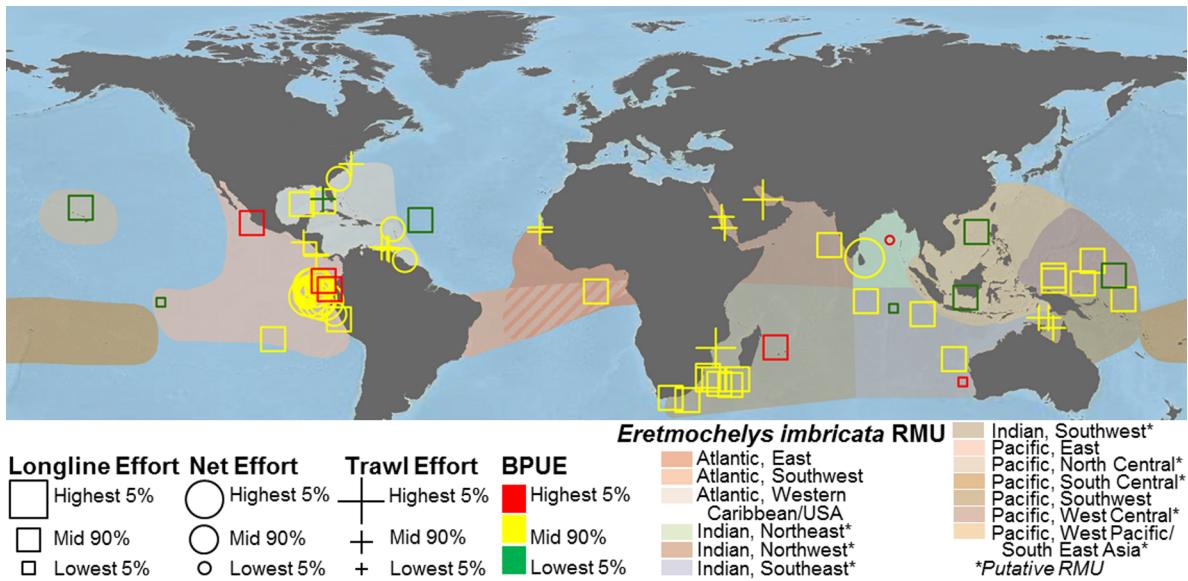 Longline Effort
Highest 5%
Mid 90%
Lowest 5%
Net Effort
Highest 5%
Mid 90%
Lowest 5%
Trawl Effort
Highest 5%
Mid 90%
Lowest 5%
BPUE
Highest 5%
Mid 90%
Lowest 5%
Eretmochelys imbricata RMU
Atlantic, East
Atlantic, Southwest
Atlantic, Western
Caribbean/USA
Indian, Northeast*
Indian, Northwest*
Indian, Southeast*
Indian, Southwest*
Pacific, East
Pacific, North Central*
Pacific, South Central*
Pacific, Southwest
Pacific, West Central*
Pacific, West Pacific/
South East Asia*
*Putative RMU